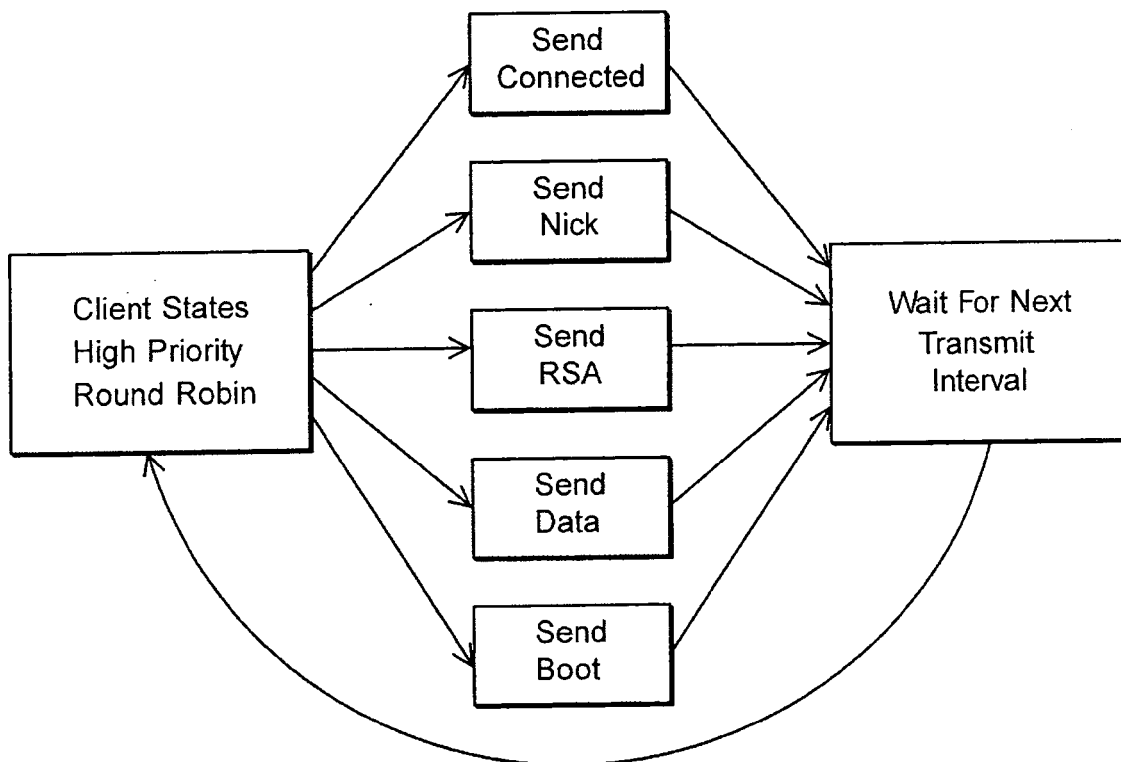 Send
Connected
Send
Nick
Client States
High Priority
Round Robin
Send
RSA
Wait For Next
Transmit
Interval
Send
Data
Send
Boot